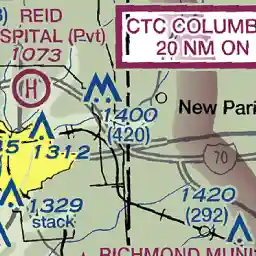 REID
SPITAL (Pvt)
1073
H
CTC COLUMB
20 NM ON
1400
(420)
New Pari
1312
70
1329
stack
1420
(292)
RICHMOND MUNI